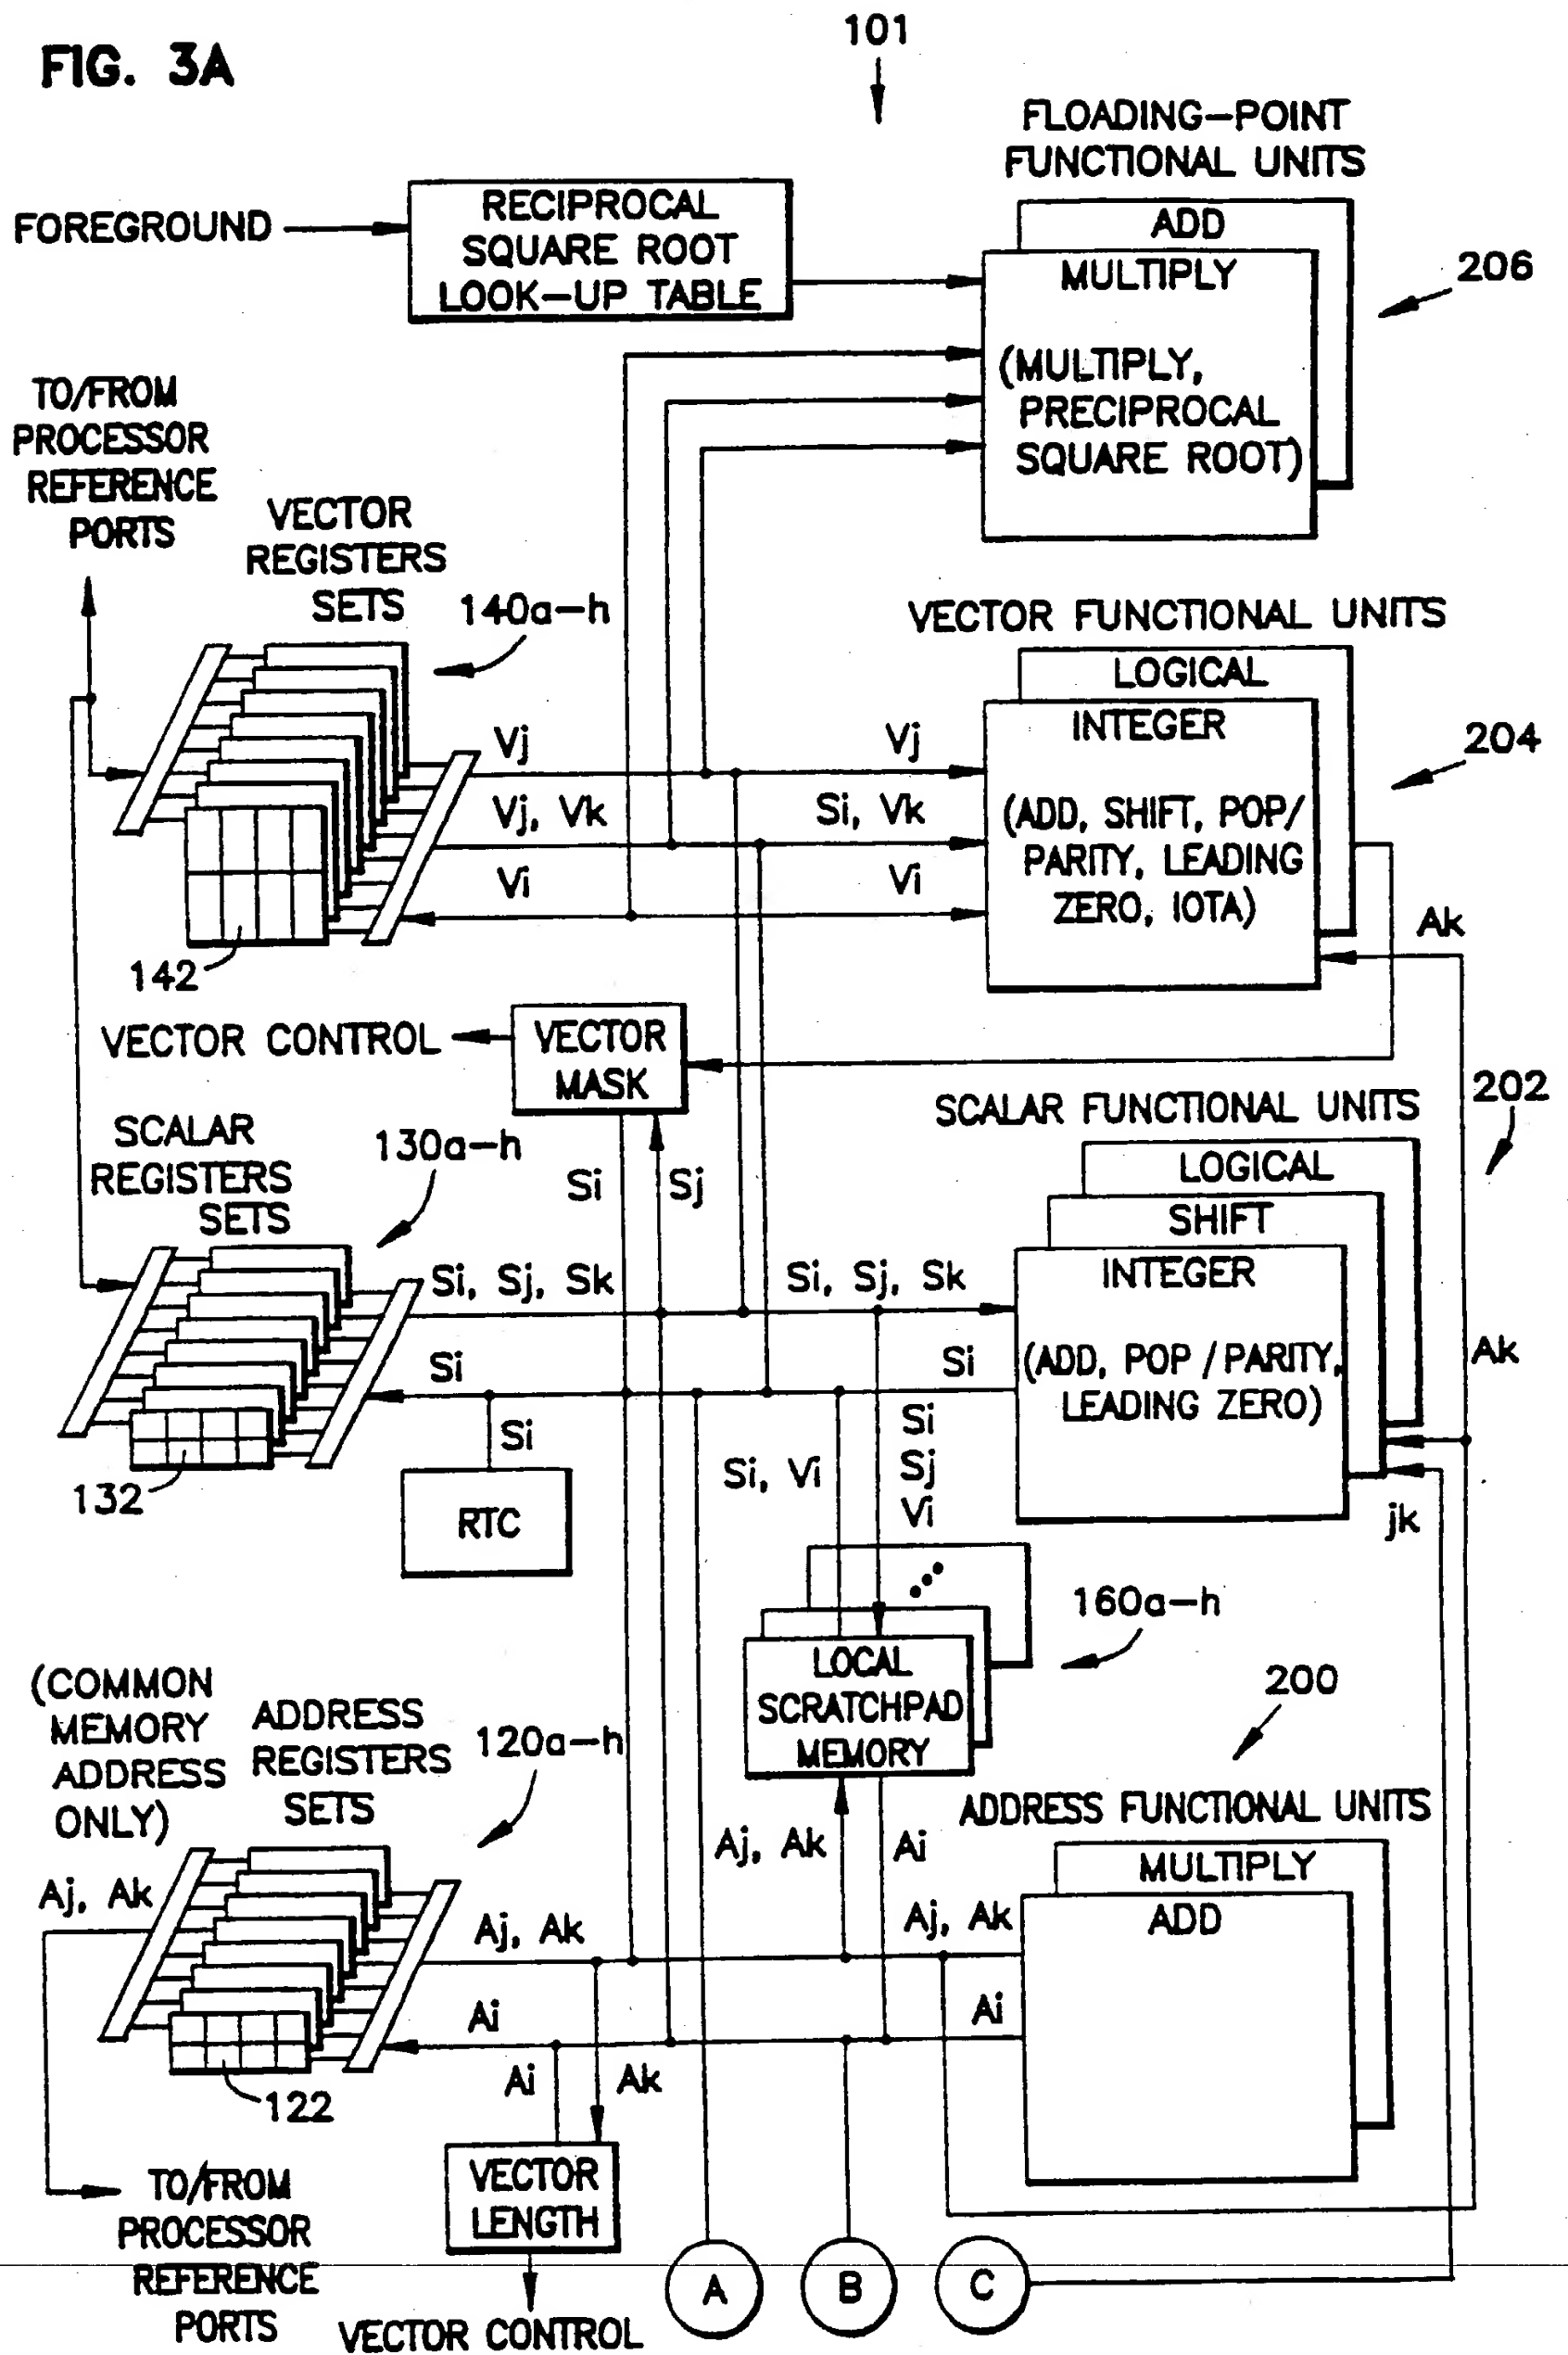 FIG. 3A
101
FLOADING-POINT
FUNCTIONAL UNITS
FOREGROUND
RECIPROCAL
SQUARE ROOT
LOOK-UP TABLE
ADD
MULTIPLY
(MULTIPLY,
PRECIPROCAL
SQUARE ROOT)
206
TO/FROM
PROCESSOR
REFERENCE
PORTS
VECTOR
REGISTERS
SETS
140a-h
VECTOR FUNCTIONAL UNITS
LOGICAL
INTEGER
(ADD, SHIFT, POP/
PARITY, LEADING
ZERO, IOTA)
204
Vj
Vj
Vj, Vk
Si, Vk
Vi
Vi
Ak
142
VECTOR CONTROL
VECTOR
MASK
202
SCALAR FUNCTIONAL UNITS
SCALAR
REGISTERS
SETS
130a-h
Si
Sj
LOGICAL
SHIFT
INTEGER
(ADD, POP / PARITY,
LEADING ZERO)
Si, Sj, Sk
Si, Sj, Sk
Si
Si
Ak
Si
Si, Vi
Si
Sj
Vi
132
RTC
jk
160a-h
LOCAL
SCRATCHPAD
MEMORY
200
(COMMON
MEMORY
ADDRESS
ONLY)
ADDRESS
REGISTERS
SETS
120a-h
ADDRESS FUNCTIONAL UNITS
MULTIPLY
ADD
Aj, Ak
Ai
Aj, Ak
Aj, Ak
Aj, Ak
Ai
Ai
Ai
Ak
122
TO/FROM
PROCESSOR
REFERENCE
PORTS
VECTOR
LENGTH
VECTOR CONTROL
A
B
C